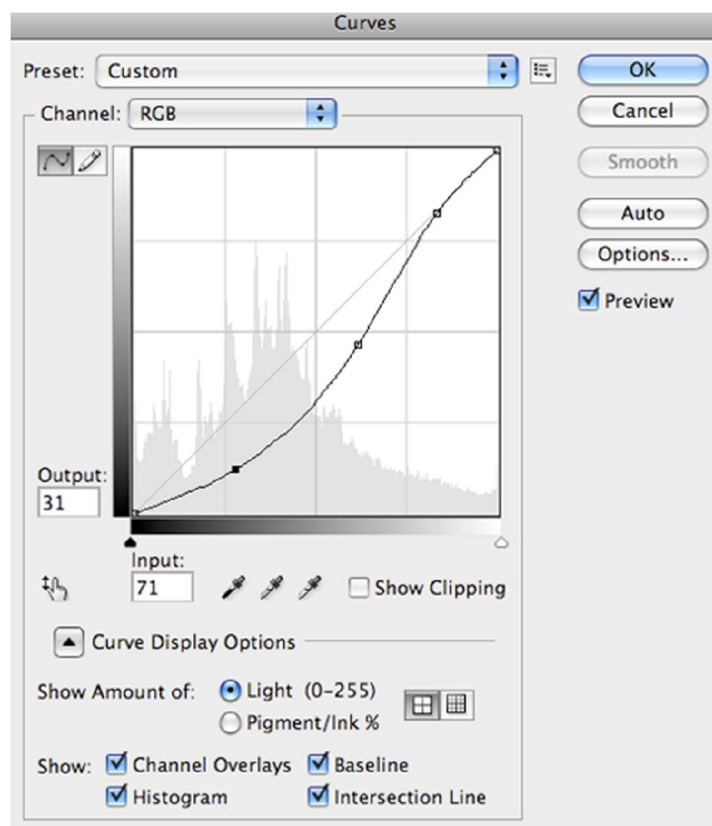 Curves
Preset: Custom
OK
Channel: RGB
Cancel
Smooth
Auto
Options...
Preview
Output:
31
Input:
71
Show Clipping
Curve Display Options
Show Amount of: Light (0-255)
Pigment/Ink %
Show: Channel Overlays Baseline
Histogram Intersection Line